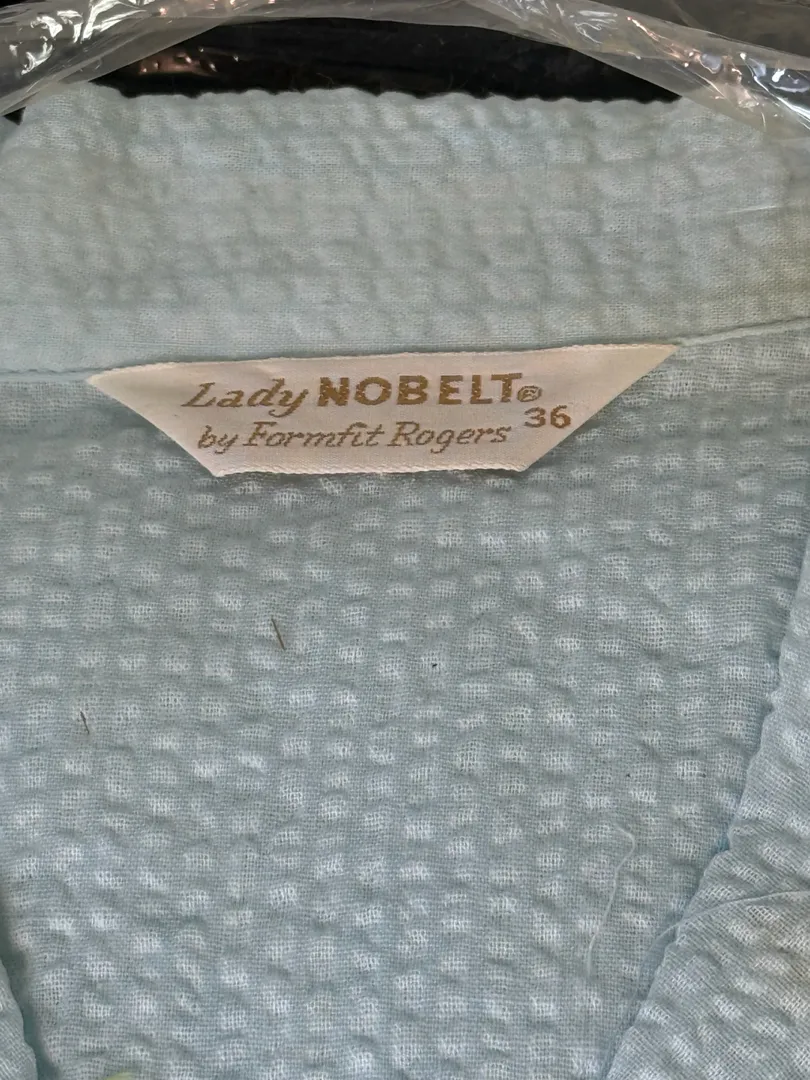 Lady NOBELT®
36
by Formfit Rogers